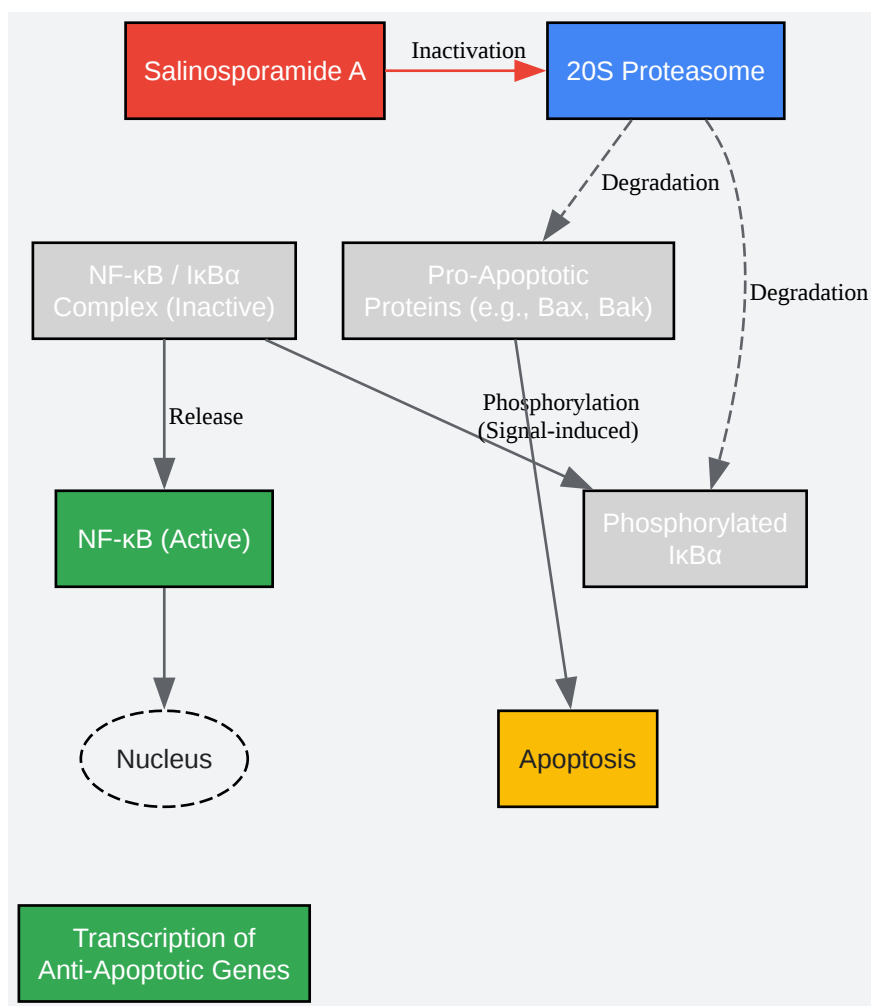 Salinosporamide A
Inactivation
20S Proteasome
Degradation
NF-κB / IκBα
Complex (Inactive)
Pro-Apoptotic
Proteins (e.g., Bax, Bak)
Degradation
Release
Phosphorylation
(Signal-induced)
NF-κB (Active)
Phosphorylated
IκBα
Nucleus
Apoptosis
Transcription of
Anti-Apoptotic Genes